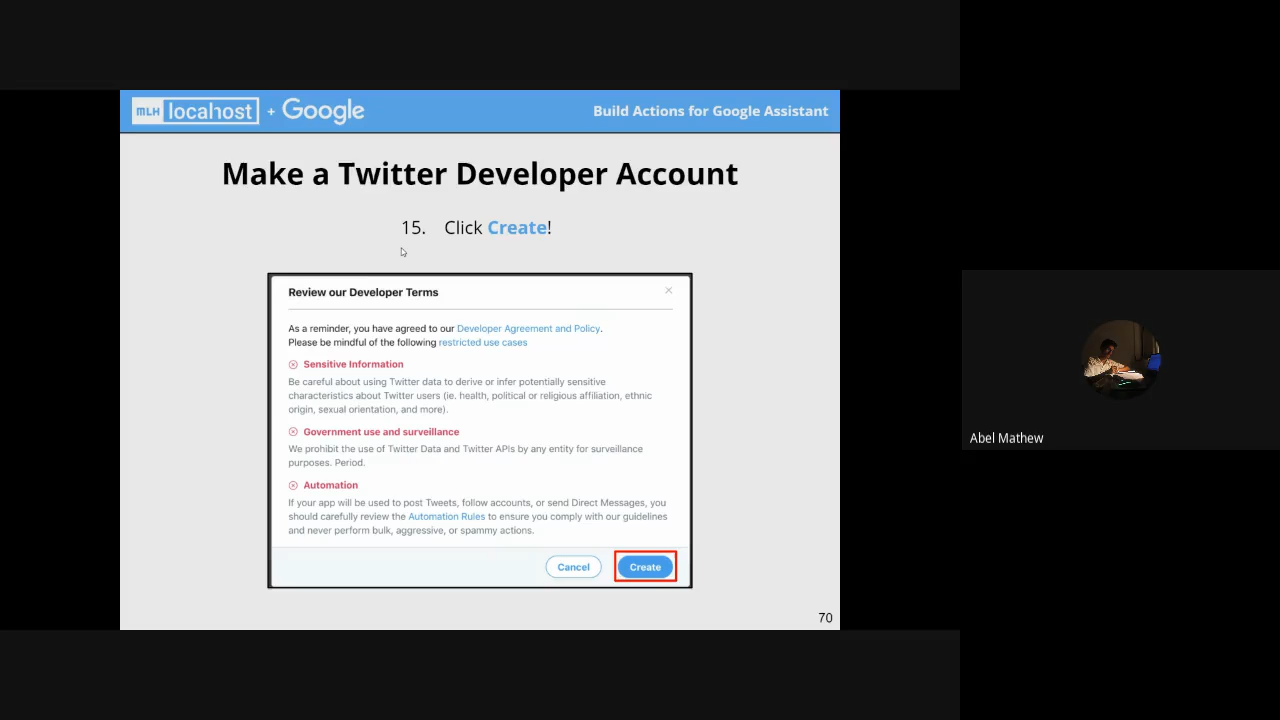 MLH localhost + Google
Build Actions for Google Assistant
Make a Twitter Developer Account
15. Click Create!
Review our Developer Terms
As a reminder, you have agreed to our Developer Agreement and Policy.
Please be mindful of the following restricted use cases
Sensitive Information
Be careful about using Twitter data to derive or infer potentially sensitive
characteristics about Twitter users (ie. health, political or religious affiliation, ethnic
origin, sexual orientation, and more).
Government use and surveillance
We prohibit the use of Twitter Data and Twitter APIs by any entity for surveillance
purposes. Period.
Automation
If your app will be used to post Tweets, follow accounts, or send Direct Messages, you
should carefully review the Automation Rules to ensure you comply with our guidelines
and never perform bulk, aggressive, or spammy actions.
Cancel
Create
70
Abel Mathew